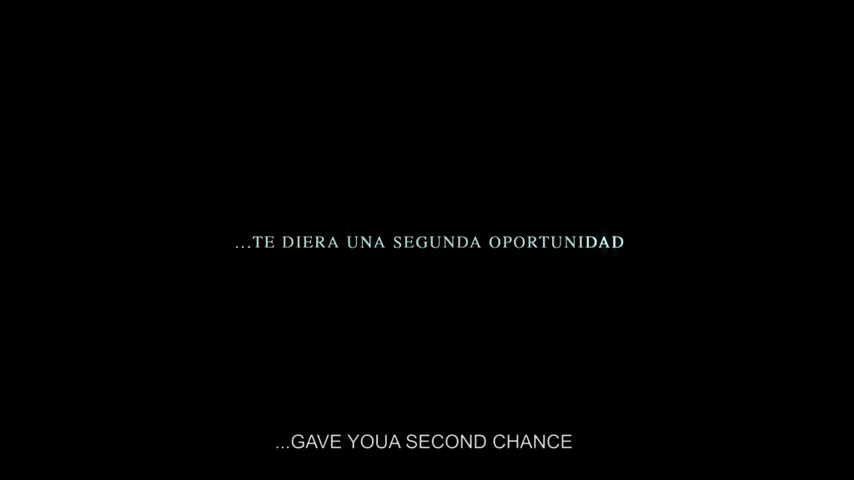 ...TE DIERA UNA SEGUNDA OPORTUNIDAD
...GAVE YOUA SECOND CHANCE